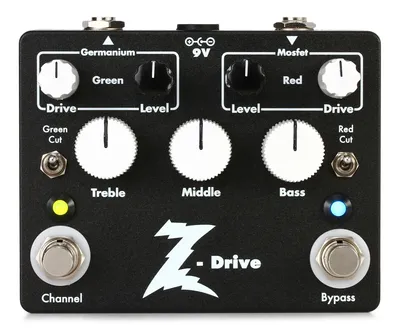 Germanium
9V
Mosfet
Green
Red
Drive
Level
Level
Drive
Green
Cut
Red
Cut
Treble
Middle
Bass
Z - Drive
Channel
Bypass